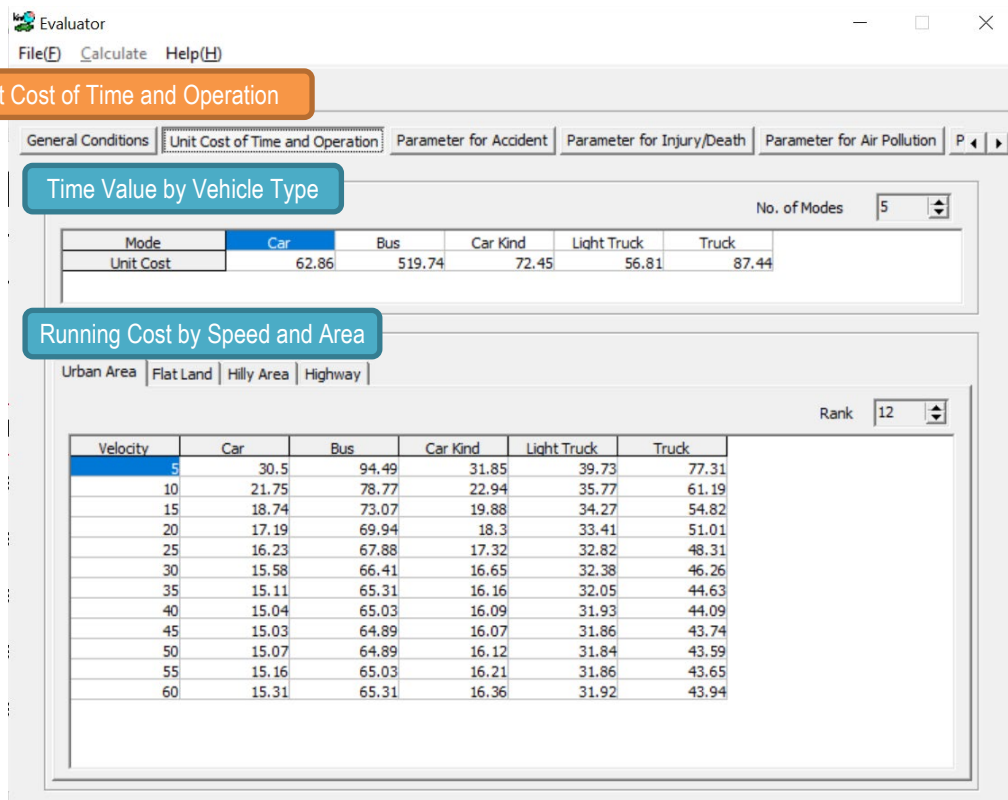 Evaluator
File(F) Calculate Help(H)
Cost of Time and Operation
General Conditions Unit Cost of Time and Operation Parameter for Accident Parameter for Injury/Death Parameter for Air Pollution P
Time Value by Vehicle Type
No. of Modes 5
Mode Car Bus Car Kind Light Truck Truck
Unit Cost 62.86 519.74 72.45 56.81 87.44
Running Cost by Speed and Area
Urban Area Flat Land Hilly Area Highway
Rank 12
Velocity Car Bus Car Kind Light Truck Truck
5 30.5 94.49 31.85 39.73 77.31
10 21.75 78.77 22.94 35.77 61.19
15 18.74 73.07 19.88 34.27 54.82
20 17.19 69.94 18.3 33.41 51.01
25 16.23 67.88 17.32 32.82 48.31
30 15.58 66.41 16.65 32.38 46.26
35 15.11 65.31 16.16 32.05 44.63
40 15.04 65.03 16.09 31.93 44.09
45 15.03 64.89 16.07 31.86 43.74
50 15.07 64.89 16.12 31.84 43.59
55 15.16 65.03 16.21 31.86 43.65
60 15.31 65.31 16.36 31.92 43.94